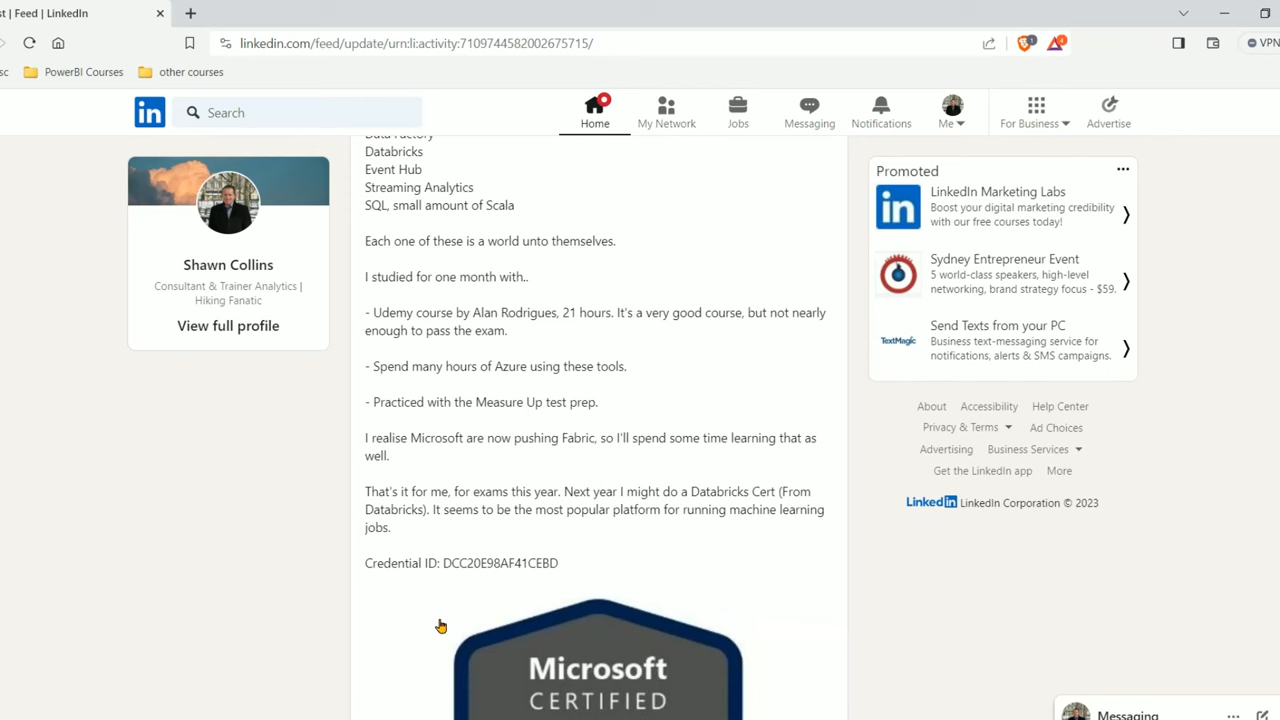 st | Feed | LinkedIn
linkedin.com/feed/update/urn:li:activity:7109744582002675715/
1
4
VPN
sc
PowerBI Courses
other courses
in
Search
Home
My Network
Jobs
Messaging
Notifications
Me
For Business
Advertise
Shawn Collins
Consultant & Trainer Analytics |
Hiking Fanatic
View full profile
Data Factory
Databricks
Event Hub
Streaming Analytics
SQL, small amount of Scala
Each one of these is a world unto themselves.
I studied for one month with..
- Udemy course by Alan Rodrigues, 21 hours. It's a very good course, but not nearly
enough to pass the exam.
- Spend many hours of Azure using these tools.
- Practiced with the Measure Up test prep.
I realise Microsoft are now pushing Fabric, so I'll spend some time learning that as
well.
That's it for me, for exams this year. Next year I might do a Databricks Cert (From
Databricks). It seems to be the most popular platform for running machine learning
jobs.
Credential ID: DCC20E98AF41CEBD
Microsoft
CERTIFIED
Promoted
in
LinkedIn Marketing Labs
Boost your digital marketing credibility
with our free courses today!
Sydney Entrepreneur Event
5 world-class speakers, high-level
networking, brand strategy focus - $59.
TextMagic
Send Texts from your PC
Business text-messaging service for
notifications, alerts & SMS campaigns.
About Accessibility Help Center
Privacy & Terms Ad Choices
Advertising Business Services
Get the LinkedIn app More
LinkedIn LinkedIn Corporation © 2023
Messaging